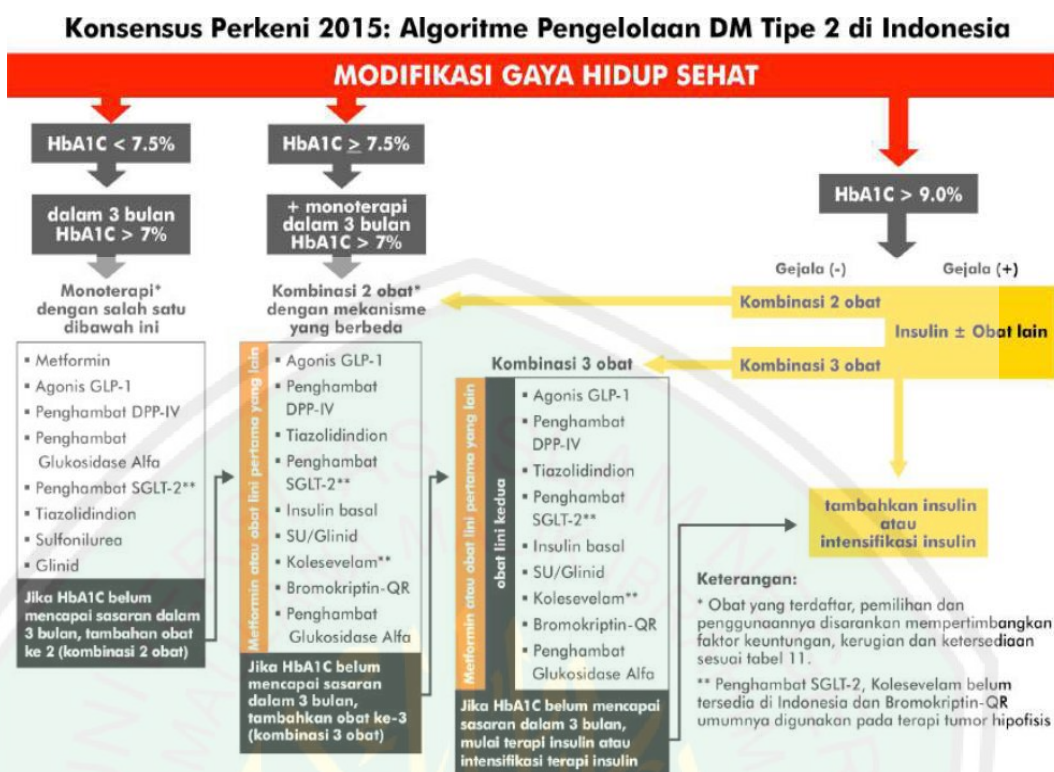 Konsensus Perkeni 2015: Algoritme Pengelolaan DM Tipe 2 di Indonesia
MODIFIKASI GAYA HIDUP SEHAT
HbA1C < 7.5%
dalam 3 bulan
HbA1C > 7%
Monoterapi*
dengan salah satu
dibawah ini
▪ Metformin
▪ Agonis GLP-1
▪ Penghambat DPP-IV
▪ Penghambat
Glukosidase Alfa
▪ Penghambat SGLT-2**
▪ Tiazolidindion
▪ Sulfonilurea
▪ Glinid
Jika HbA1C belum
mencapai sasaran dalam
3 bulan, tambahan obat
ke 2 (kombinasi 2 obat)
HbA1C ≥ 7.5%
+ monoterapi
dalam 3 bulan
HbA1C > 7%
Kombinasi 2 obat*
dengan mekanisme
yang berbeda
Metformin atau obat lini pertama yang lain
▪ Agonis GLP-1
▪ Penghambat
DPP-IV
▪ Tiazolidindion
▪ Penghambat
SGLT-2**
▪ Insulin basal
▪ SU/Glinid
▪ Kolesevelam**
▪ Bromokriptin-QR
▪ Penghambat
Glukosidase Alfa
Jika HbA1C belum
mencapai sasaran
dalam 3 bulan,
tambahkan obat ke-3
(kombinasi 3 obat)
Kombinasi 3 obat
Metformin atau obat lini pertama yang lain
obat lini kedua
▪ Agonis GLP-1
▪ Penghambat
DPP-IV
▪ Tiazolidindion
▪ Penghambat
SGLT-2**
▪ Insulin basal
▪ SU/Glinid
▪ Kolesevelam**
▪ Bromokriptin-QR
▪ Penghambat
Glukosidase Alfa
Jika HbA1C belum mencapai
sasaran dalam 3 bulan,
mulai terapi insulin atau
intensifikasi terapi insulin
HbA1C > 9.0%
Gejala (-)
Gejala (+)
Kombinasi 2 obat
Insulin ± Obat lain
Kombinasi 3 obat
tambahkan insulin
atau
intensifikasi insulin
Keterangan:
* Obat yang terdaftar, pemilihan dan
penggunaannya disarankan mempertimbangkan
faktor keuntungan, kerugian dan ketersediaan
sesuai tabel 11.
** Penghambat SGLT-2, Kolesevelam belum
tersedia di Indonesia dan Bromokriptin-QR
umumnya digunakan pada terapi tumor hipofisis